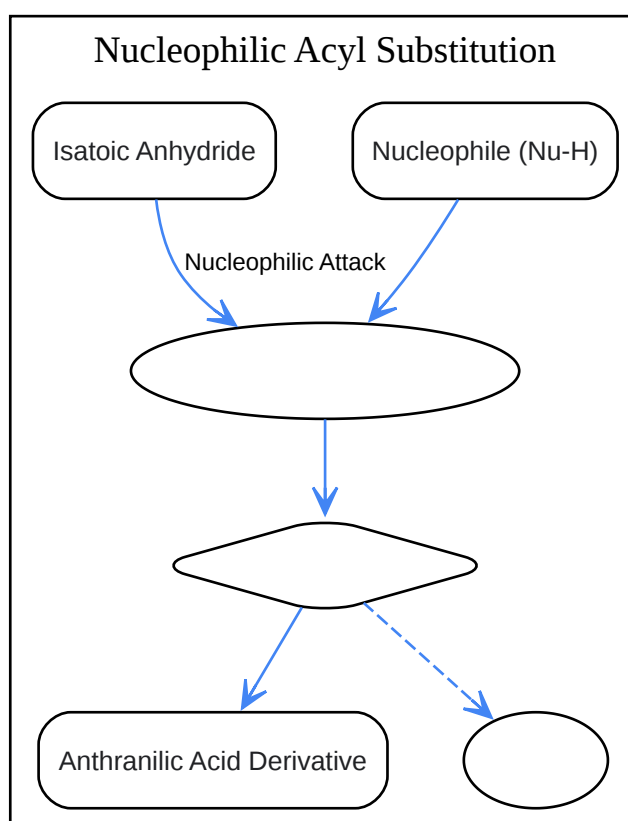 Nucleophilic Acyl Substitution
Isatoic Anhydride
Nucleophile (Nu-H)
Nucleophilic Attack
Anthranilic Acid Derivative